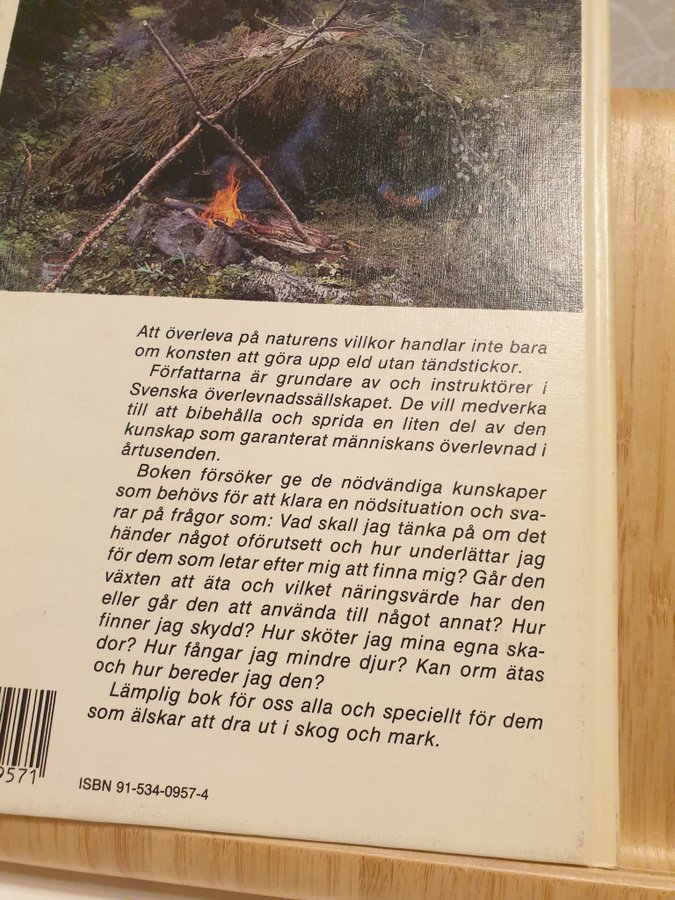 Att överleva på naturens villkor handlar inte bara
om konsten att göra upp eld utan tändstickor.
Författarna är grundare av och instruktörer i
Svenska överlevnadssällskapet. De vill medverka
till att bibehålla och sprida en liten del av den
kunskap som garanterat människans överlevnad i
årtusenden.
Boken försöker ge de nödvändiga kunskaper
som behövs för att klara en nödsituation och sva-
rar på frågor som: Vad skall jag tänka på om det
händer något oförutsett och hur underlättar jag
för dem som letar efter mig att finna mig? Går den
växten att äta och vilket näringsvärde har den
eller går den att använda till något annat? Hur
finner jag skydd? Hur sköter jag mina egna ska-
dor? Hur fångar jag mindre djur? Kan orm ätas
och hur bereder jag den?
Lämplig bok för oss alla och speciellt för dem
som älskar att dra ut i skog och mark.
9571
ISBN 91-534-0957-4